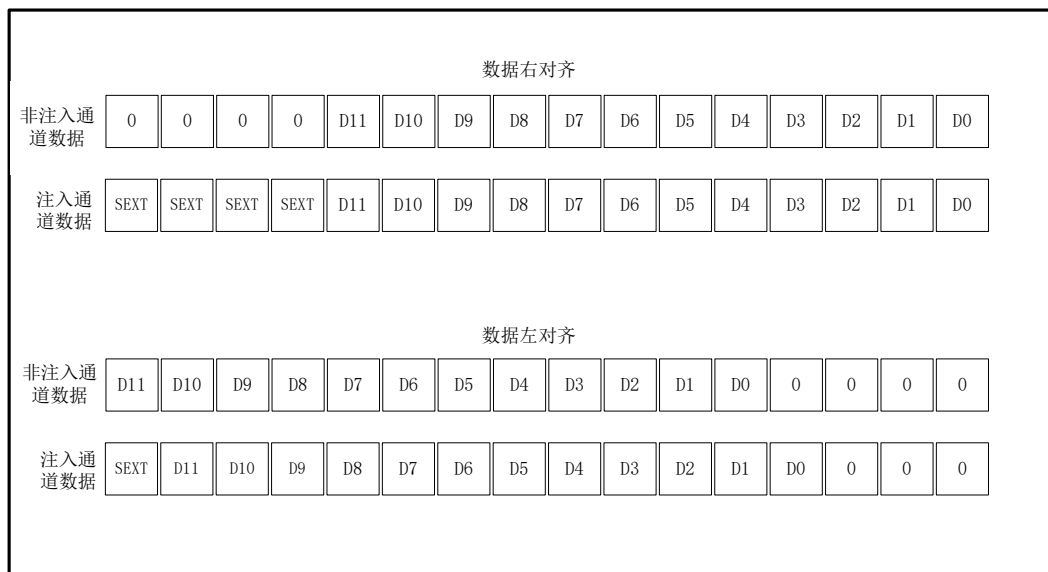 数据右对齐
非注入通
道数据
0 0 0 0 D11 D10 D9 D8 D7 D6 D5 D4 D3 D2 D1 D0
注入通
道数据
SEXT SEXT SEXT SEXT D11 D10 D9 D8 D7 D6 D5 D4 D3 D2 D1 D0
数据左对齐
非注入通
道数据
D11 D10 D9 D8 D7 D6 D5 D4 D3 D2 D1 D0 0 0 0 0
注入通
道数据
SEXT D11 D10 D9 D8 D7 D6 D5 D4 D3 D2 D1 D0 0 0 0